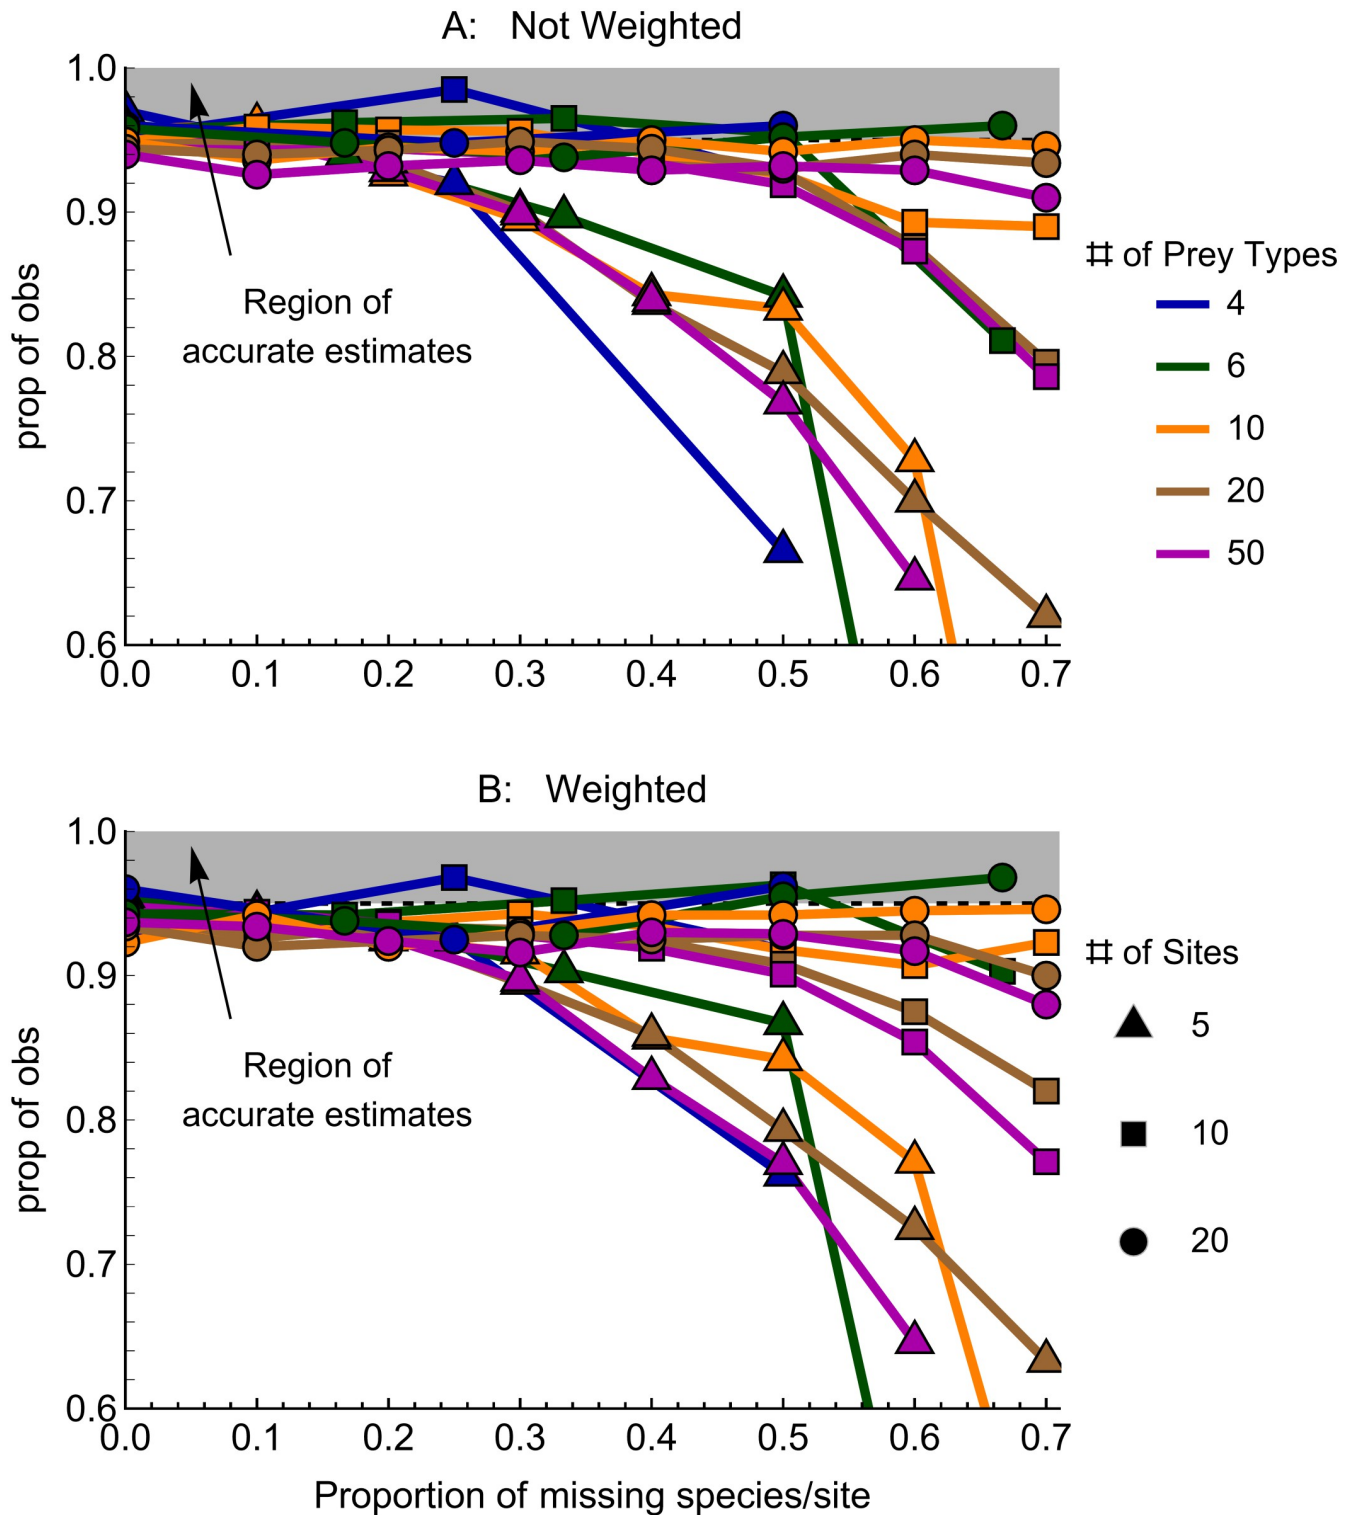 A: Not Weighted
1.0
0.9
0.8
0.7
0.6
prop of obs
Region of
accurate estimates
0.0 0.1 0.2 0.3 0.4 0.5 0.6 0.7
# of Prey Types
4
6
10
20
50
B: Weighted
1.0
0.9
0.8
0.7
0.6
prop of obs
Region of
accurate estimates
0.0 0.1 0.2 0.3 0.4 0.5 0.6 0.7
Proportion of missing species/site
# of Sites
5
10
20